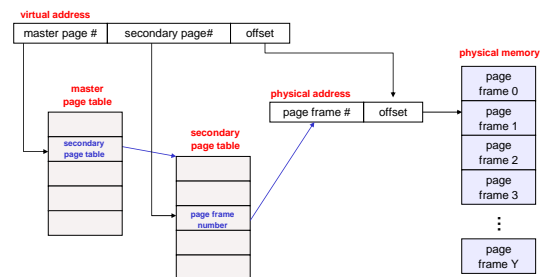 virtual address
master page #
secondary page#
offset
physical memory
master
page table
secondary
page table
physical address
page frame #
offset
secondary
page table
page frame
number
page
frame 0
page
frame 1
page
frame 2
page
frame 3
⋮
page
frame Y